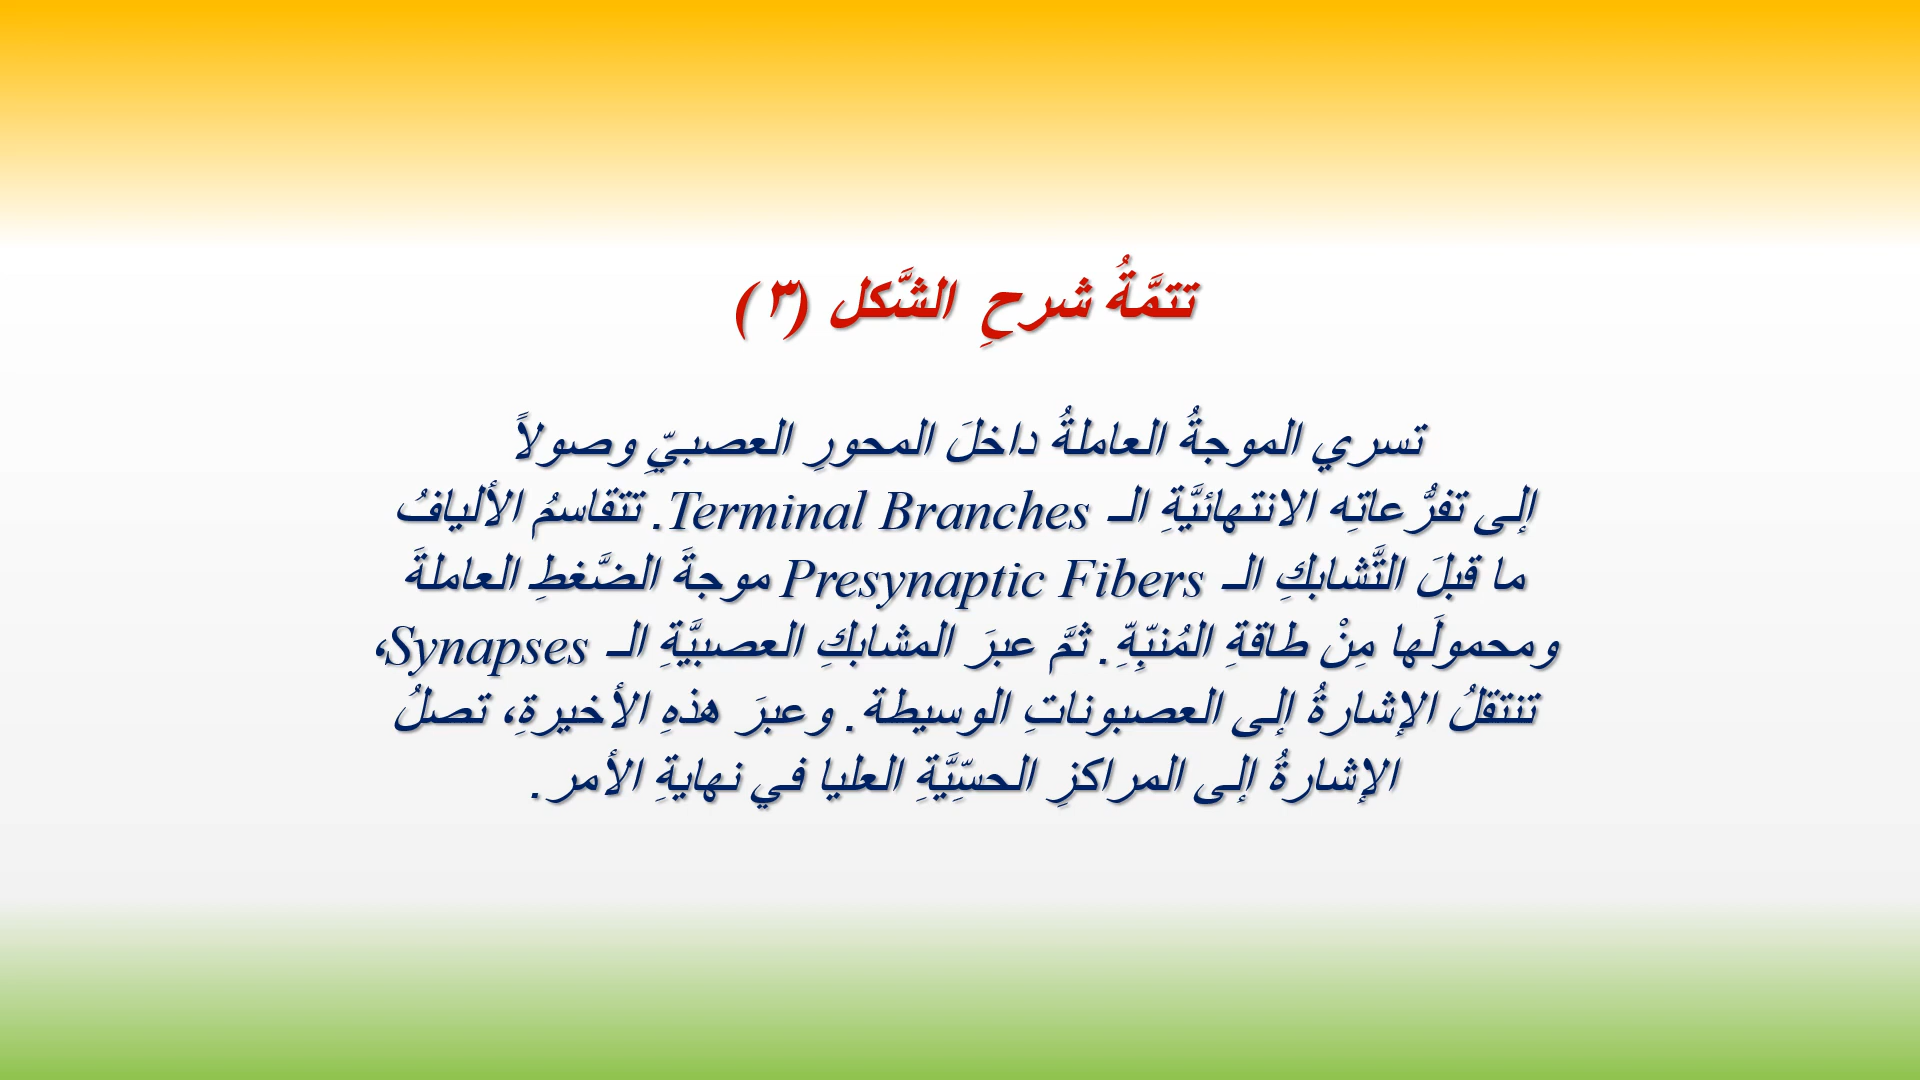 تتمَّةُ شرحِ الشَّكل (٣)
تسري الموجةُ العاملةُ داخلَ المحورِ العصبيّ وصولاً
إلى تفرُّعاتِه الانتهائيَّةِ الـ Terminal Branches. تتقاسمُ الأليافُ
ما قبلَ التَّشابكِ الـ Presynaptic Fibers موجةَ الضَّغطِ العاملةَ
ومحمولَها مِنْ طاقةِ المُنبّهِ. ثمَّ عبرَ المشابكِ العصبيَّةِ الـ Synapses،
تنتقلُ الإشارةُ إلى العصبوناتِ الوسيطة. وعبرَ هذهِ الأخيرةِ، تصلُ
الإشارةُ إلى المراكزِ الحسّيَّةِ العليا في نهايةِ الأمر.